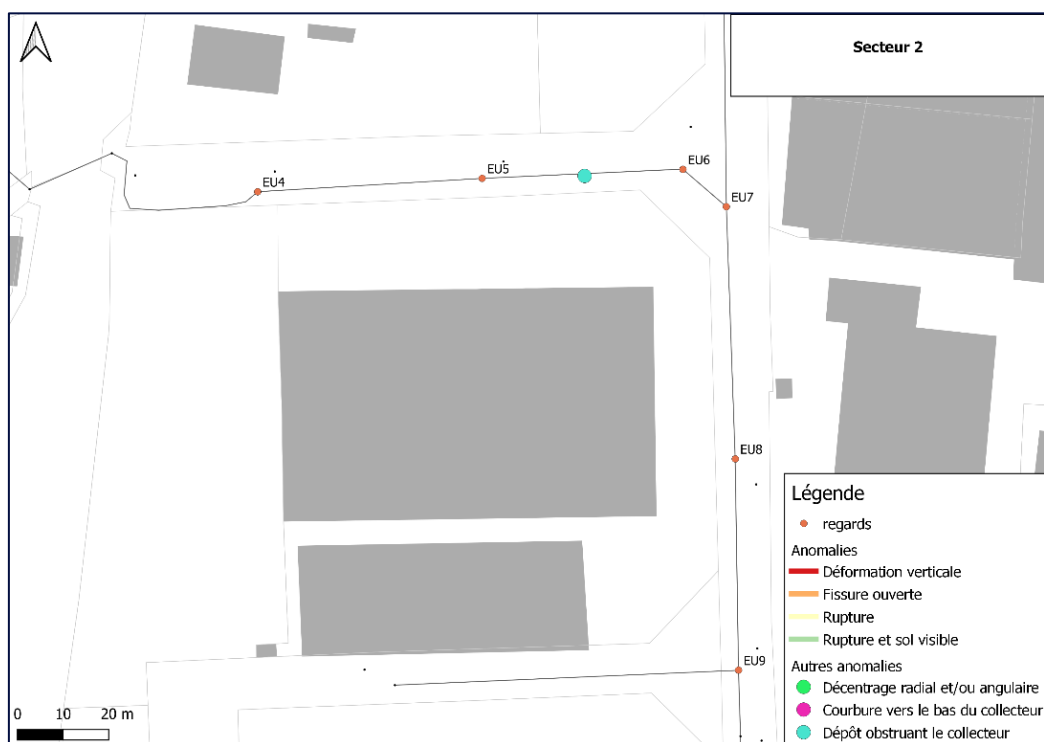 Secteur 2
EU6
EU5
EU4
EU7
EU8
Légende
regards
Anomalies
Déformation verticale
Fissure ouverte
Rupture
Rupture et sol visible
EU9
Autres anomalies
Décentrage radial et/ou angulaire
Courbure vers le bas du collecteur
Dépôt obstruant le collecteur
0 10 20 m